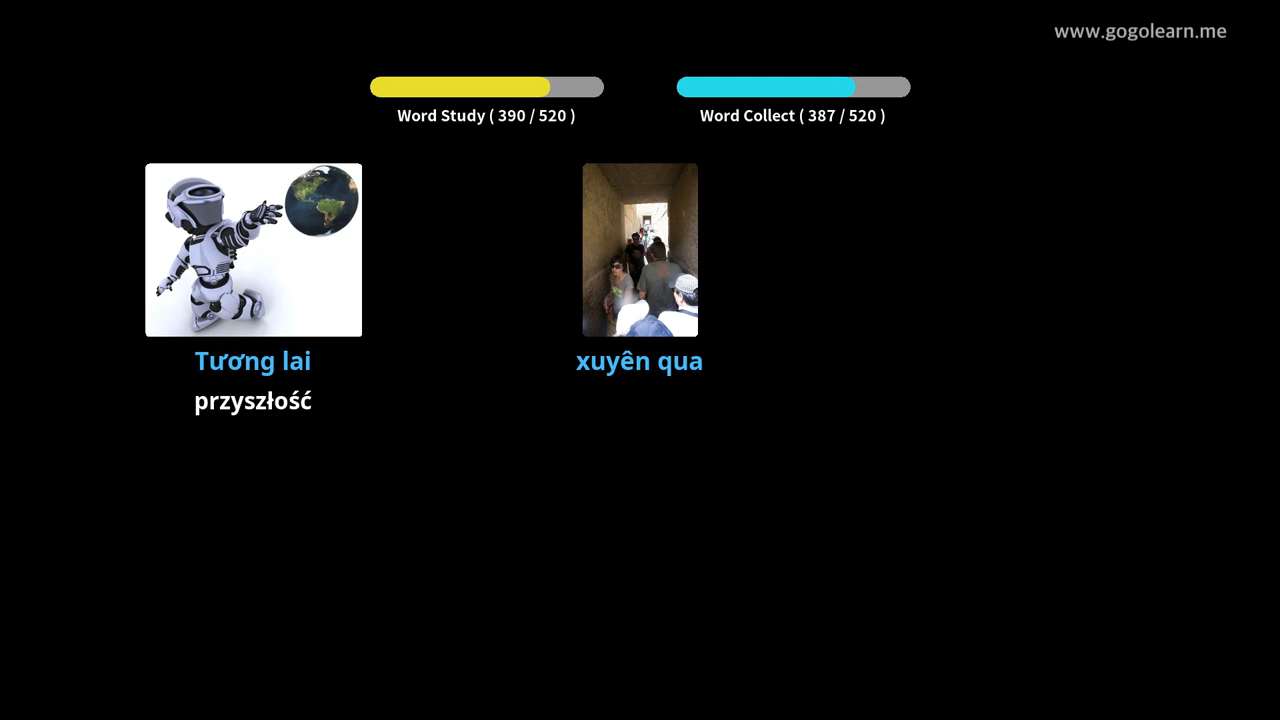 www.gogolearn.me
Word Study ( 390 / 520 )
Word Collect ( 387 / 520 )
Tương lai
xuyên qua
przyszłość